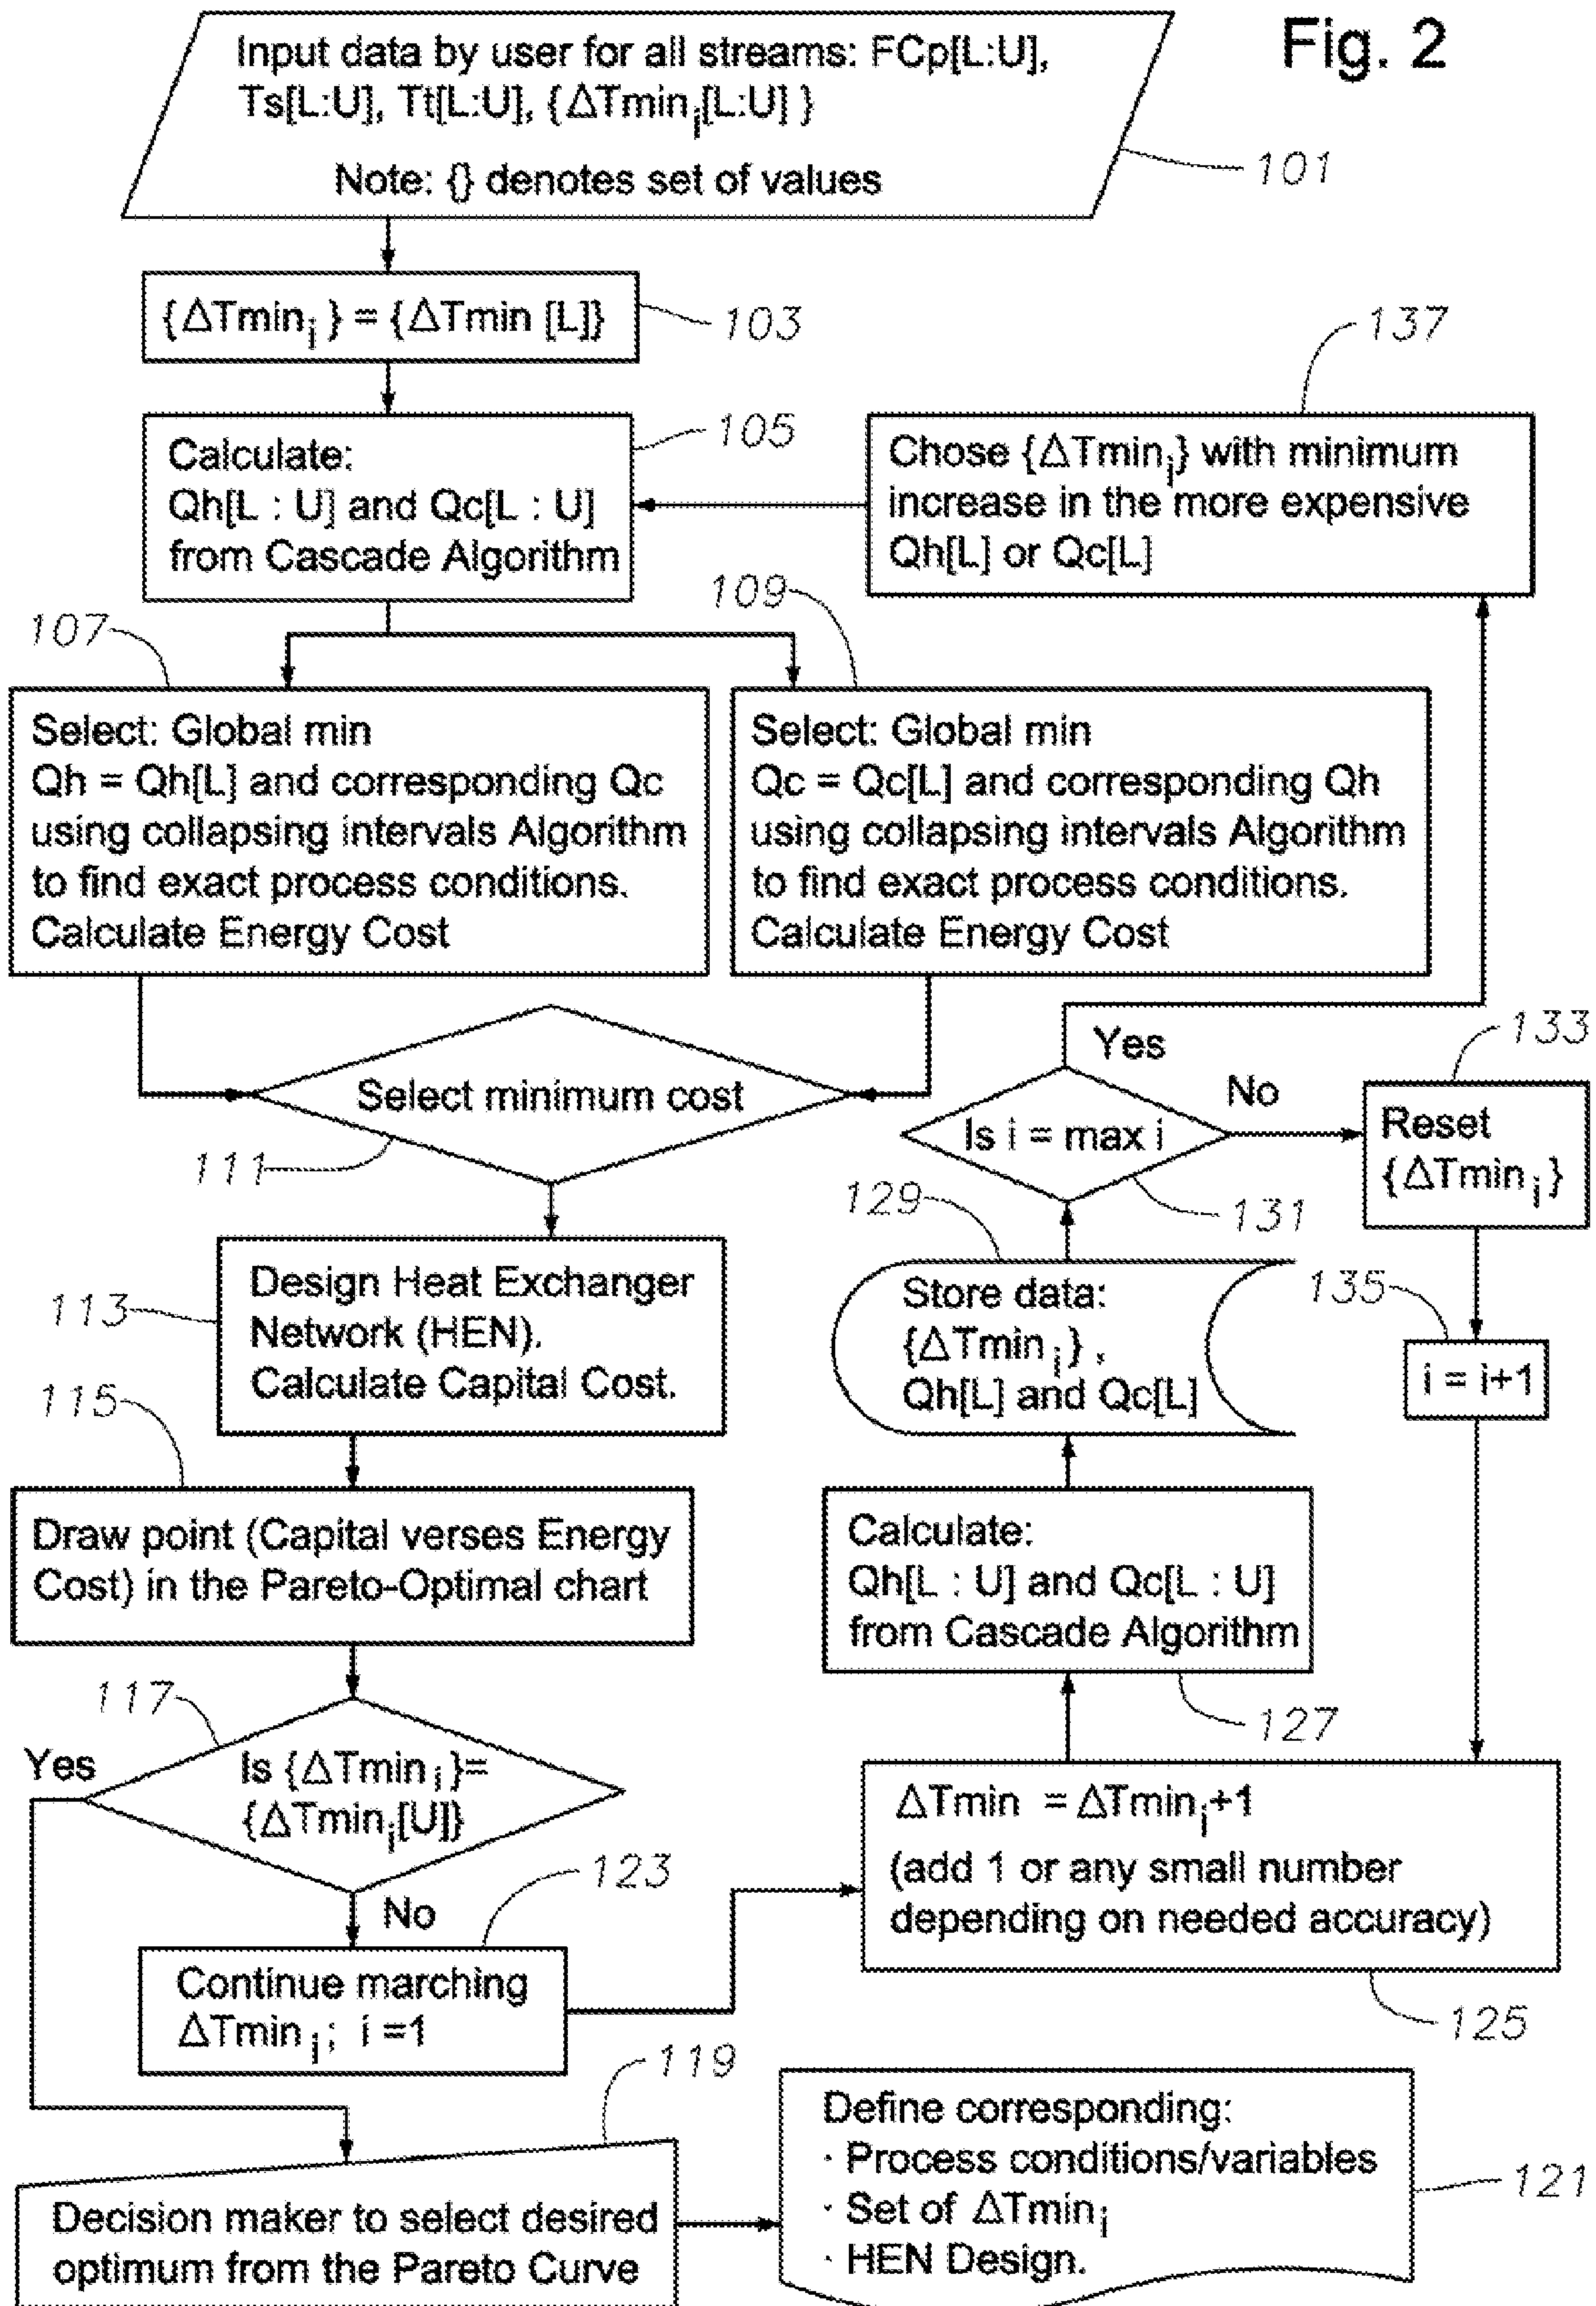 Fig. 2
Input data by user for all streams: FCp[L:U],
Ts[L:U], Tt[L:U], {ΔTminᵢ[L:U] }
Note: {} denotes set of values
101
{ΔTminᵢ } = {ΔTmin [L]}
103
137
Calculate:
Qh[L : U] and Qc[L : U]
from Cascade Algorithm
105
Chose {ΔTminᵢ} with minimum
increase in the more expensive
Qh[L] or Qc[L]
107
109
Select: Global min
Qh = Qh[L] and corresponding Qc
using collapsing intervals Algorithm
to find exact process conditions.
Calculate Energy Cost
Select: Global min
Qc = Qc[L] and corresponding Qh
using collapsing intervals Algorithm
to find exact process conditions.
Calculate Energy Cost
Select minimum cost
111
Yes
No
Is i = max i
131
133
Reset
{ΔTminᵢ}
129
Store data:
{ΔTminᵢ} ,
Qh[L] and Qc[L]
135
i = i+1
113
Design Heat Exchanger
Network (HEN).
Calculate Capital Cost.
115
Draw point (Capital verses Energy
Cost) in the Pareto-Optimal chart
Calculate:
Qh[L : U] and Qc[L : U]
from Cascade Algorithm
127
117
Yes
Is {ΔTminᵢ}=
{ΔTminᵢ[U]}
No
123
Continue marching
ΔTminᵢ; i =1
ΔTmin = ΔTminᵢ+1
(add 1 or any small number
depending on needed accuracy)
125
119
Decision maker to select desired
optimum from the Pareto Curve
Define corresponding:
· Process conditions/variables
· Set of ΔTminᵢ
· HEN Design.
121